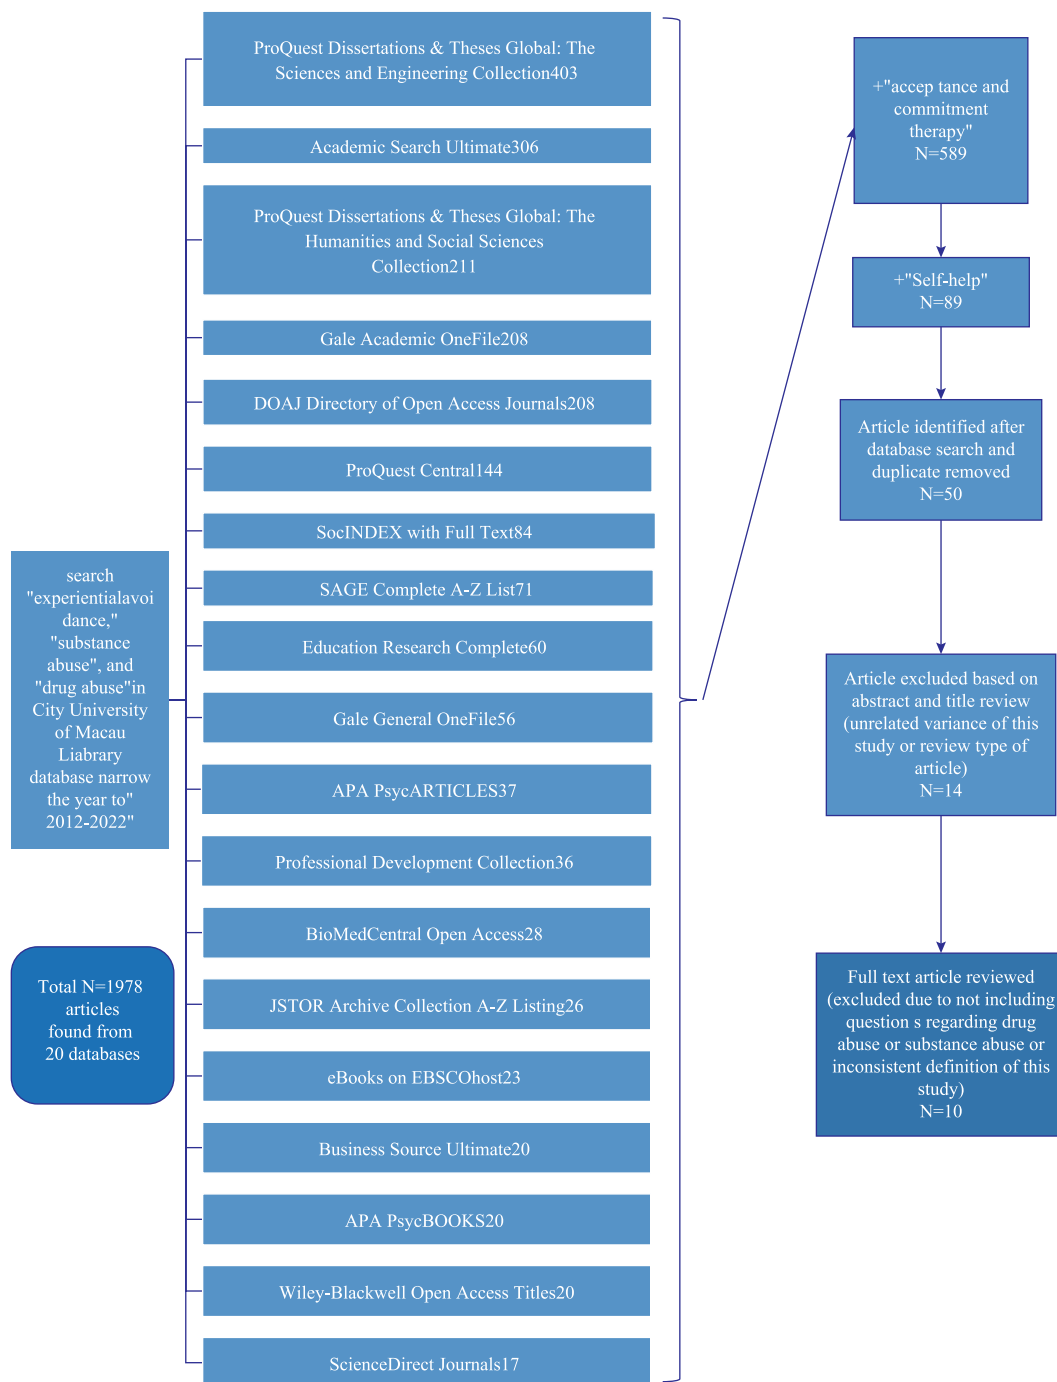 search
"experientialavoi
dance,"
"substance
abuse", and
"drug abuse"in
City University
of Macau
Liabrary
database narrow
the year to"
2012-2022"
Total N=1978
articles
found from
20 databases
ProQuest Dissertations & Theses Global: The
Sciences and Engineering Collection403
Academic Search Ultimate306
ProQuest Dissertations & Theses Global: The
Humanities and Social Sciences
Collection211
Gale Academic OneFile208
DOAJ Directory of Open Access Journals208
ProQuest Central144
SocINDEX with Full Text84
SAGE Complete A-Z List71
Education Research Complete60
Gale General OneFile56
APA PsycARTICLES37
Professional Development Collection36
BioMedCentral Open Access28
JSTOR Archive Collection A-Z Listing26
eBooks on EBSCOhost23
Business Source Ultimate20
APA PsycBOOKS20
Wiley-Blackwell Open Access Titles20
ScienceDirect Journals17
+"accep tance and
commitment
therapy"
N=589
+"Self-help"
N=89
Article identified after
database search and
duplicate removed
N=50
Article excluded based on
abstract and title review
(unrelated variance of this
study or review type of
article)
N=14
Full text article reviewed
(excluded due to not including
question s regarding drug
abuse or substance abuse or
inconsistent definition of this
study)
N=10